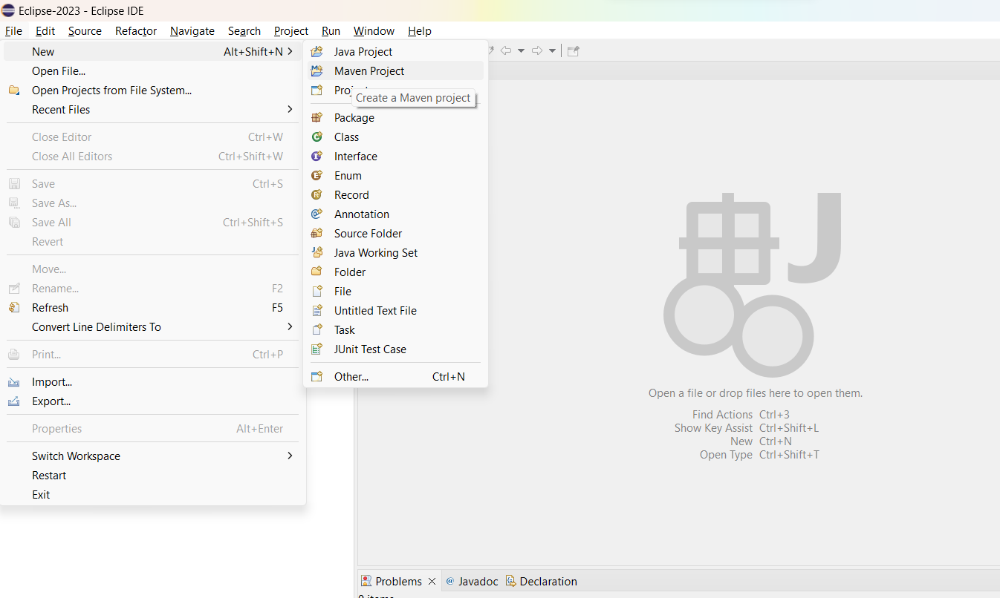 Eclipse-2023 - Eclipse IDE
File Edit Source Refactor Navigate Search Project Run Window Help
New Alt+Shift+N
Open File...
Open Projects from File System...
Recent Files
Close Editor Ctrl+W
Close All Editors Ctrl+Shift+W
Save Ctrl+S
Save As...
Save All Ctrl+Shift+S
Revert
Move...
Rename... F2
Refresh F5
Convert Line Delimiters To
Print... Ctrl+P
Import...
Export...
Properties Alt+Enter
Switch Workspace
Restart
Exit
Java Project
Maven Project
Create a Maven project
Package
Class
Interface
Enum
Record
Annotation
Source Folder
Java Working Set
Folder
File
Untitled Text File
Task
JUnit Test Case
Other... Ctrl+N
Open a file or drop files here to open them.
Find Actions Ctrl+3
Show Key Assist Ctrl+Shift+L
New Ctrl+N
Open Type Ctrl+Shift+T
Problems Javadoc Declaration